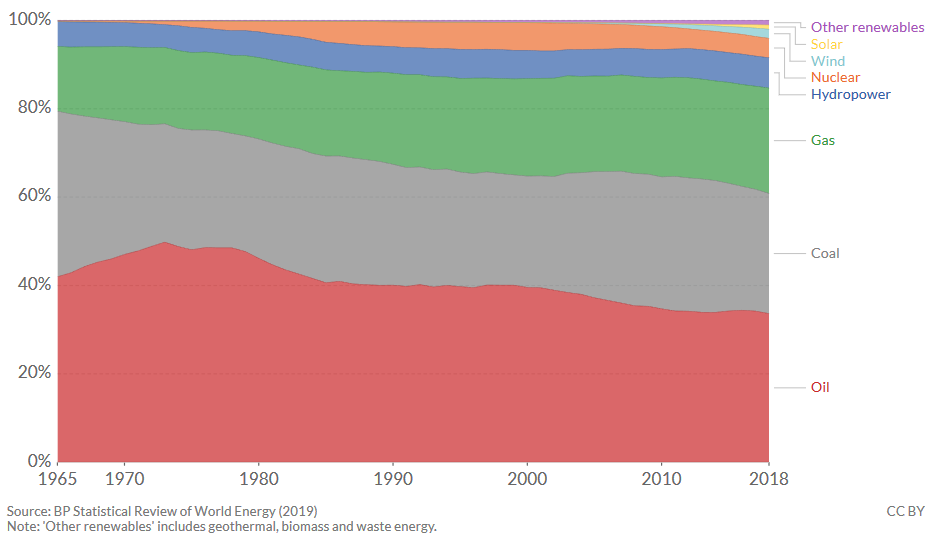 100%
80%
60%
40%
20%
0%
1965 1970 1980 1990 2000 2010 2018
Other renewables
Solar
Wind
Nuclear
Hydropower
Gas
Coal
Oil
Source: BP Statistical Review of World Energy (2019) CC BY
Note: 'Other renewables' includes geothermal, biomass and waste energy.